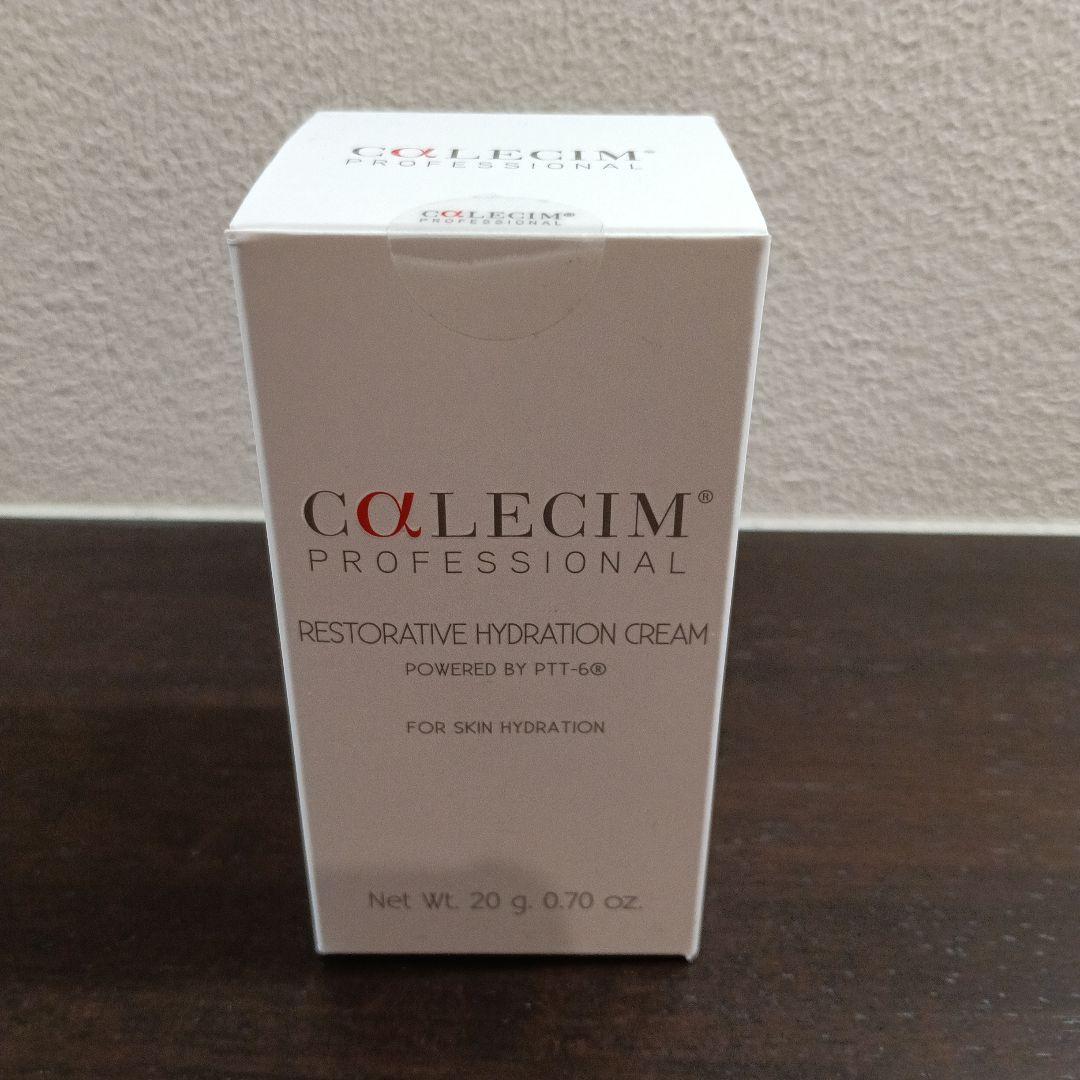 CαLECIM®
PROFESSIONAL
CαLECIM®
PROFESSIONAL
CαLECIM®
PROFESSIONAL
RESTORATIVE HYDRATION CREAM
POWERED BY PTT-6®
FOR SKIN HYDRATION
Net Wt. 20 g. 0.70 oz.